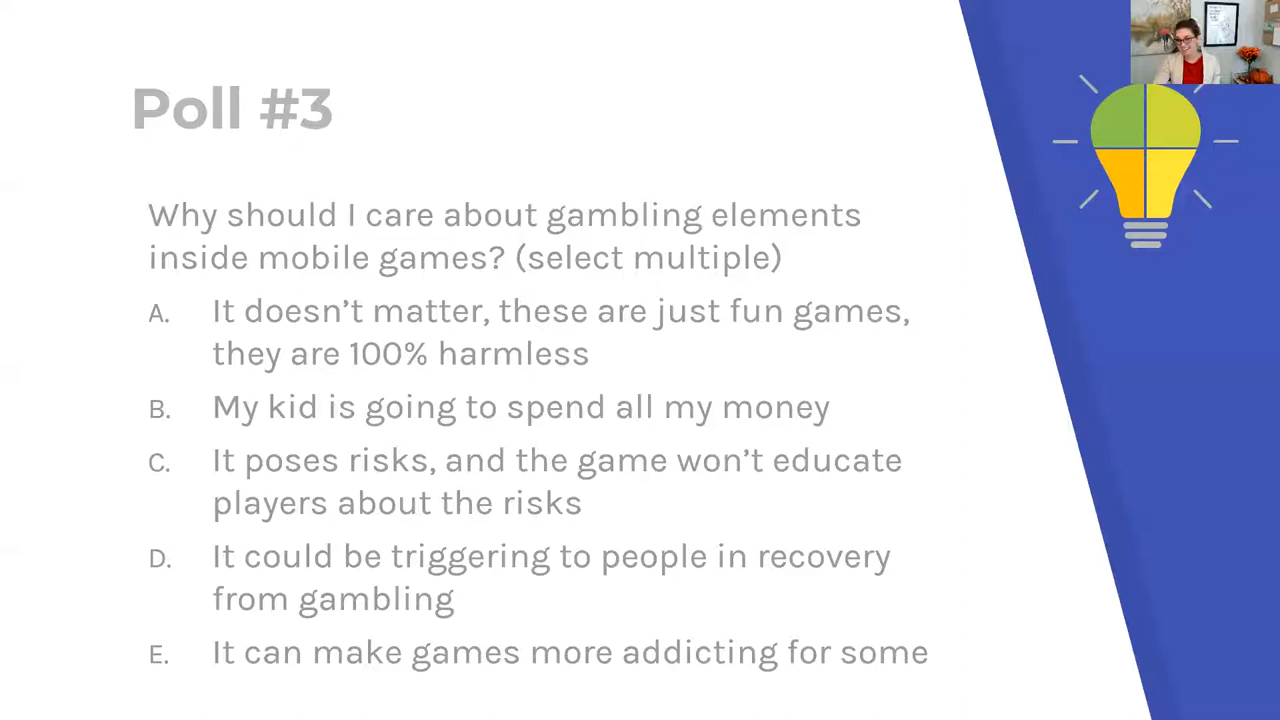 Poll #3
Why should I care about gambling elements
inside mobile games? (select multiple)
A. It doesn’t matter, these are just fun games,
they are 100% harmless
B. My kid is going to spend all my money
C. It poses risks, and the game won’t educate
players about the risks
D. It could be triggering to people in recovery
from gambling
E. It can make games more addicting for some